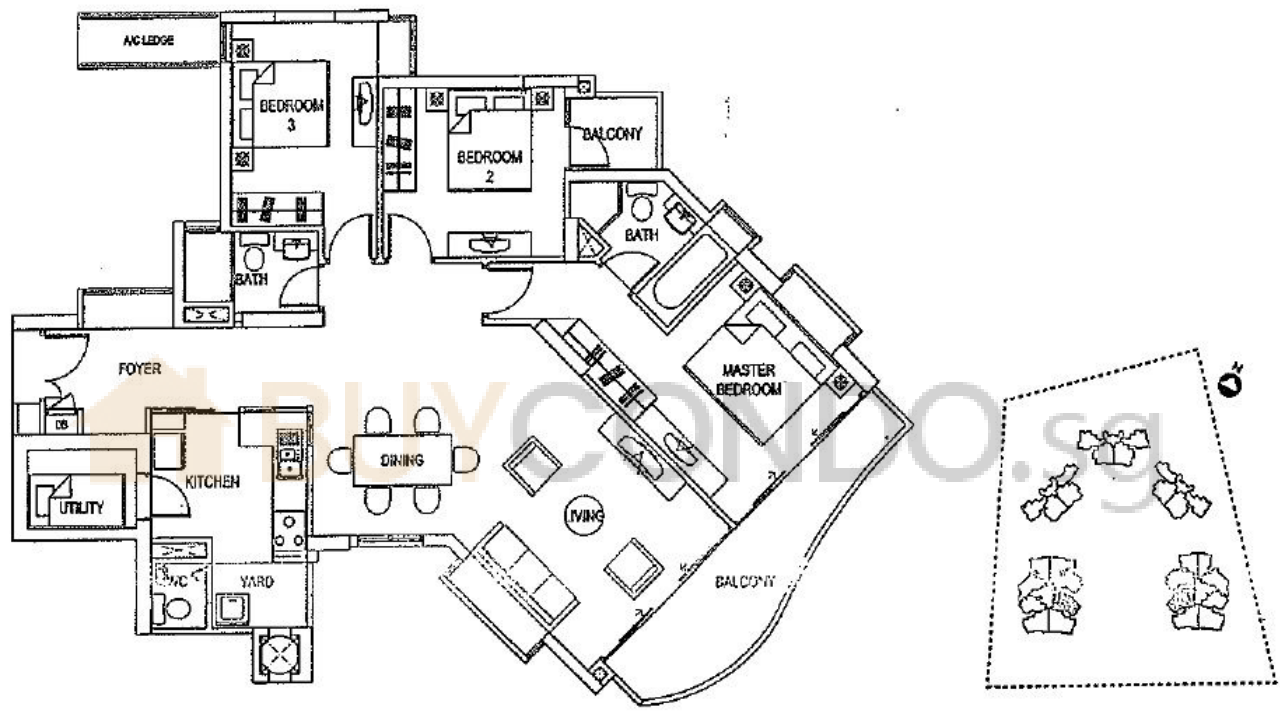 A/C LEDGE
BEDROOM
3
BEDROOM
2
BALCONY
BATH
BATH
FOYER
MASTER
BEDROOM
DB
BUYCONDO.sg
KITCHEN
DINING
UTILITY
LIVING
WC
YARD
BALCONY
N